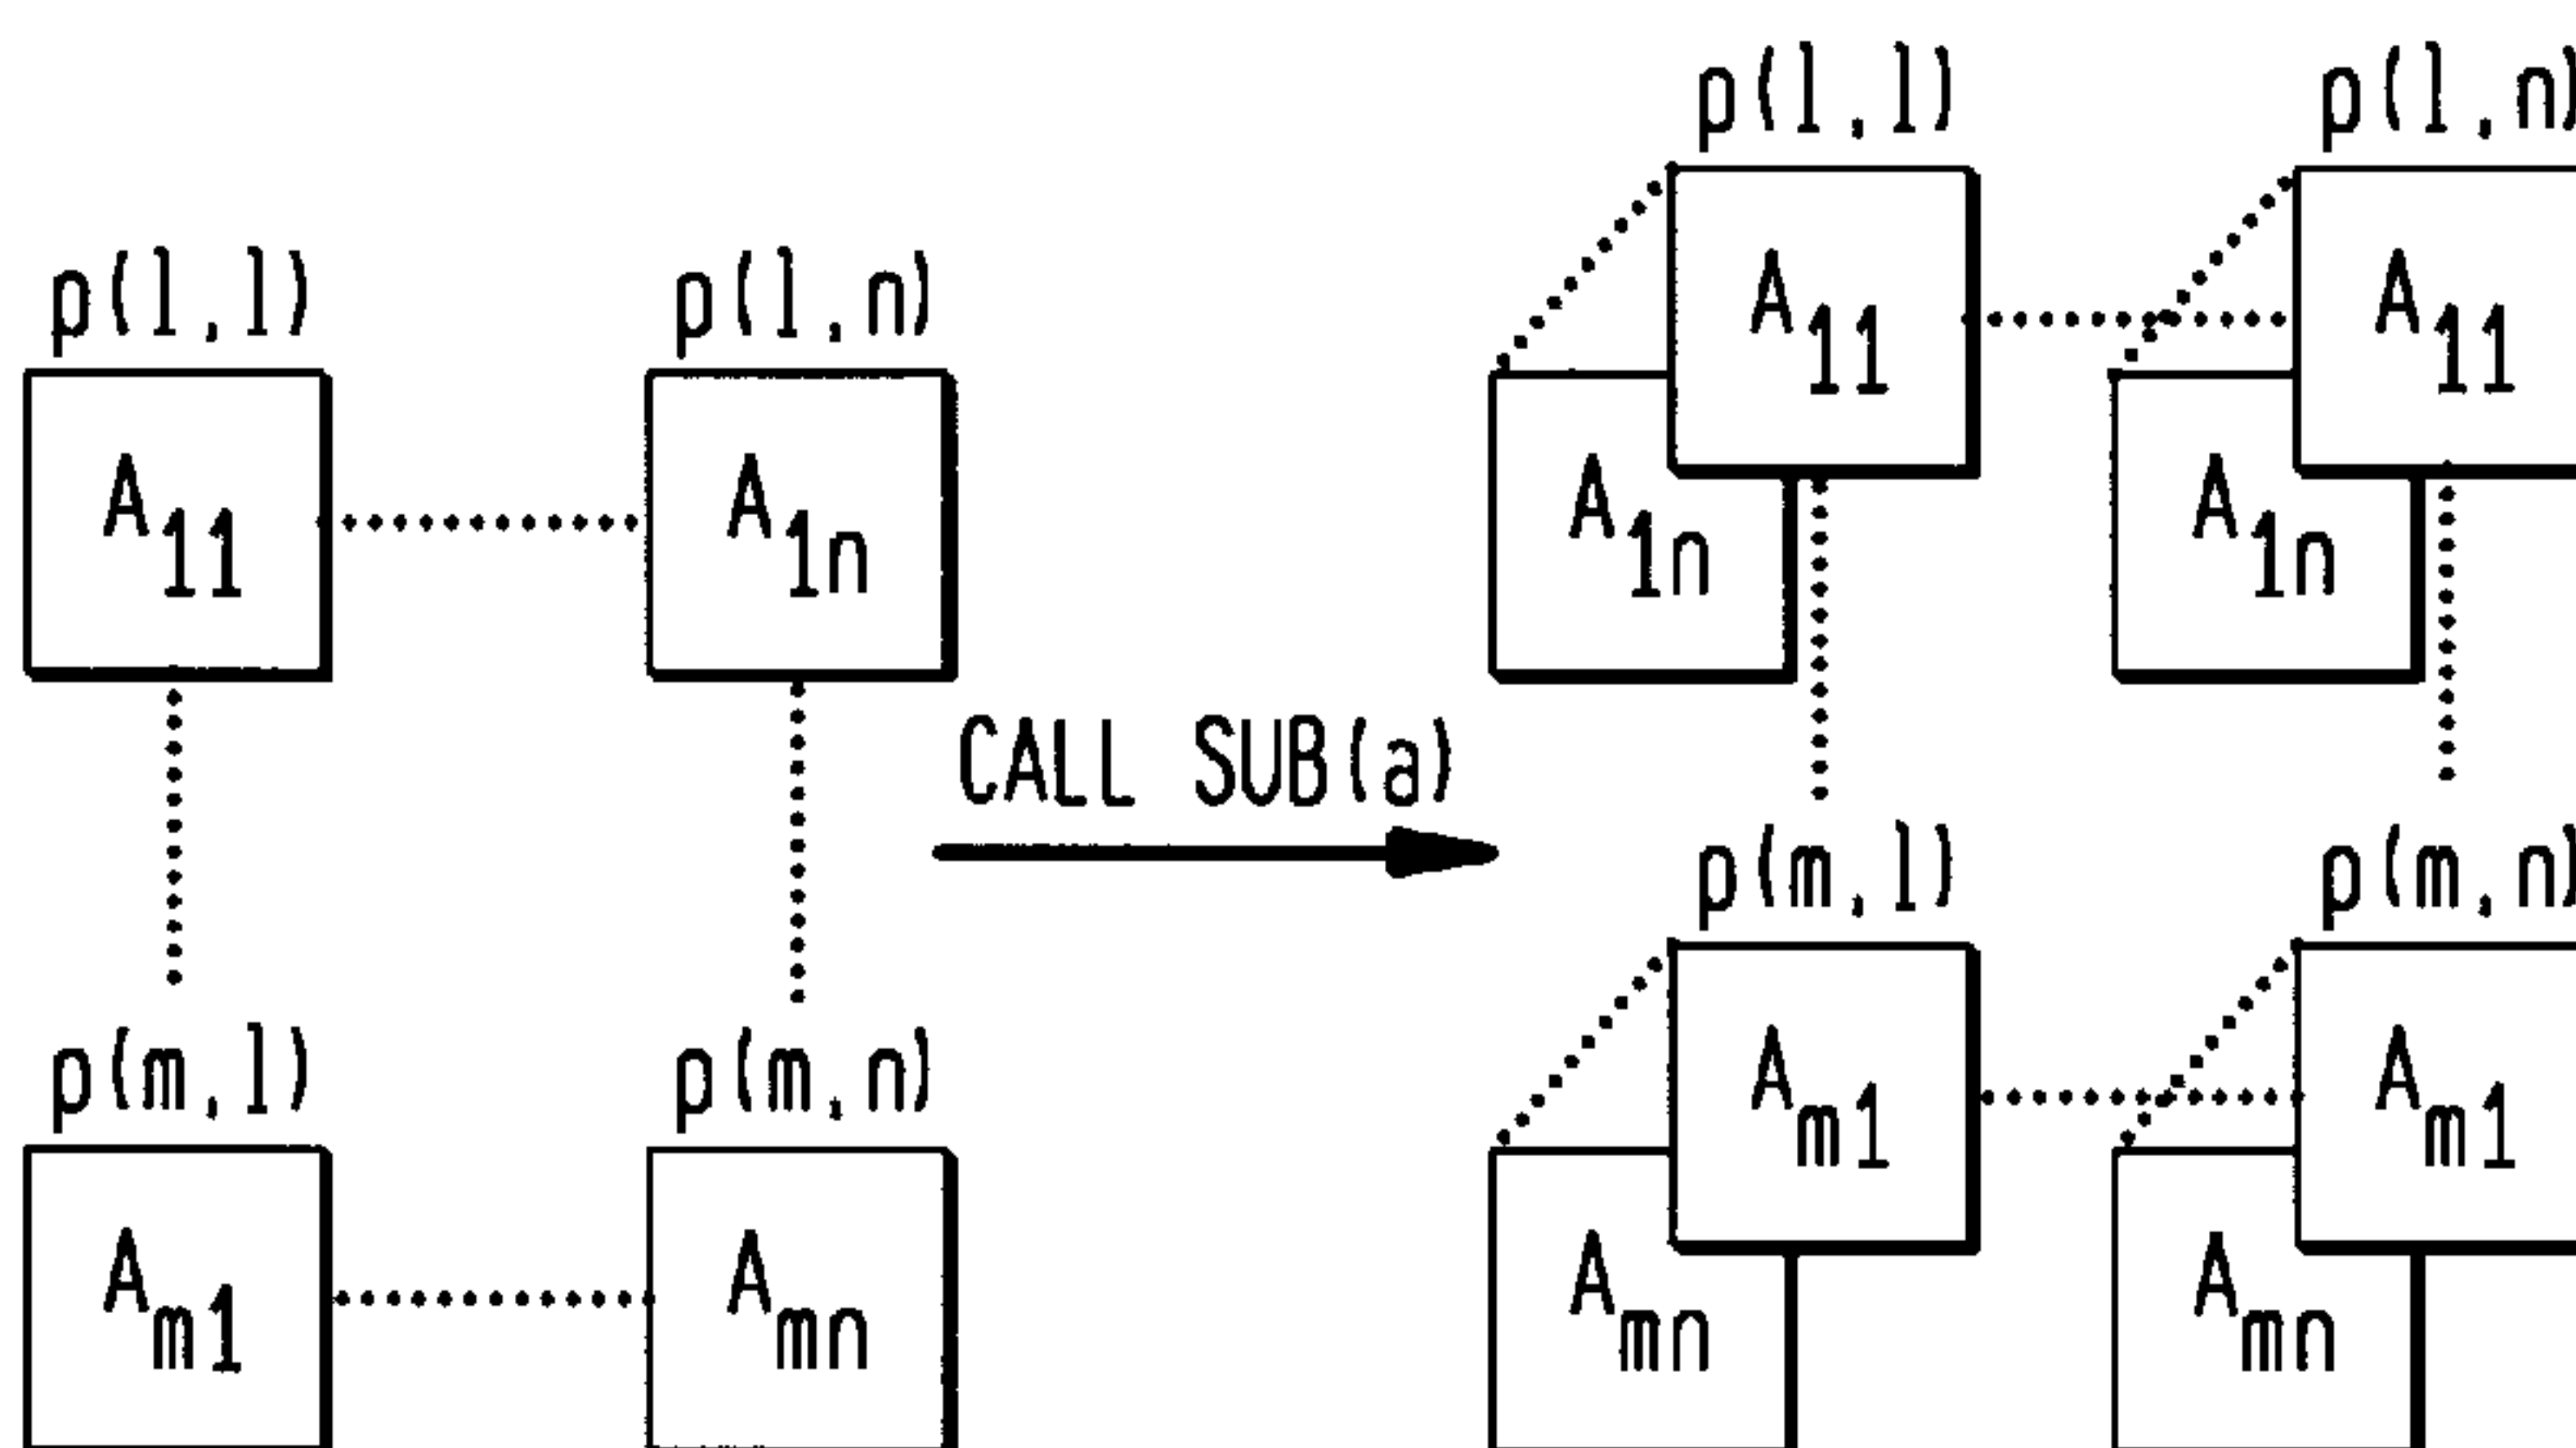 p(1,1) p(1,n)
p(1,1) p(1,n)
A11 A11
A11 A1n A1n A1n
CALL SUB(a)
p(m,1) p(m,n)
p(m,1) p(m,n)
Am1 Am1
Am1 Amn Amn Amn